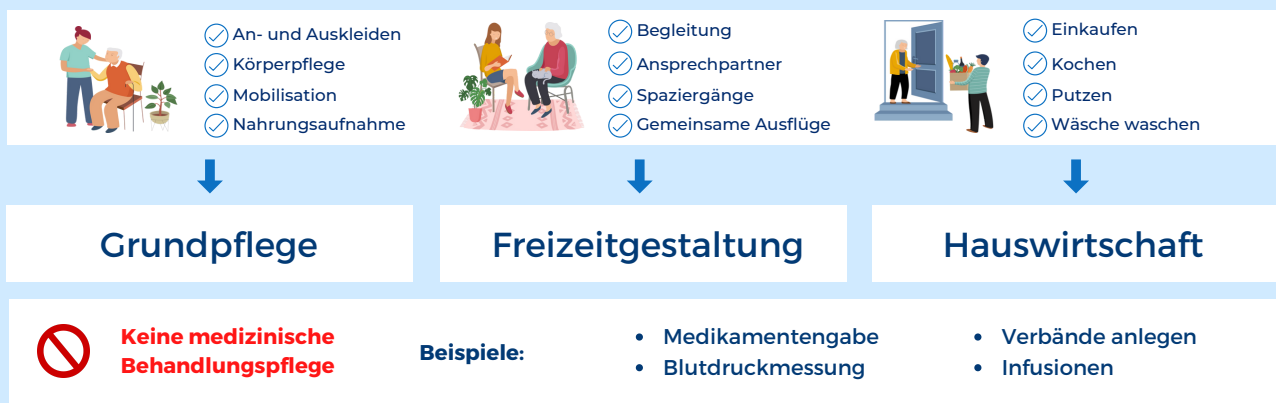 An- und Auskleiden
Körperpflege
Mobilisation
Nahrungsaufnahme
Begleitung
Ansprechpartner
Spaziergänge
Gemeinsame Ausflüge
Einkaufen
Kochen
Putzen
Wäsche waschen
Grundpflege
Freizeitgestaltung
Hauswirtschaft
Keine medizinische
Behandlungspflege
Beispiele:
• Medikamentengabe
• Blutdruckmessung
• Verbände anlegen
• Infusionen